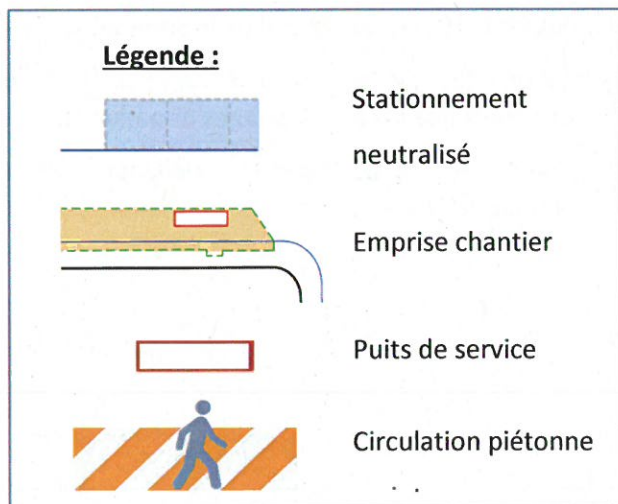 Légende :
Stationnement
neutralisé
Emprise chantier
Puits de service
Circulation piétonne